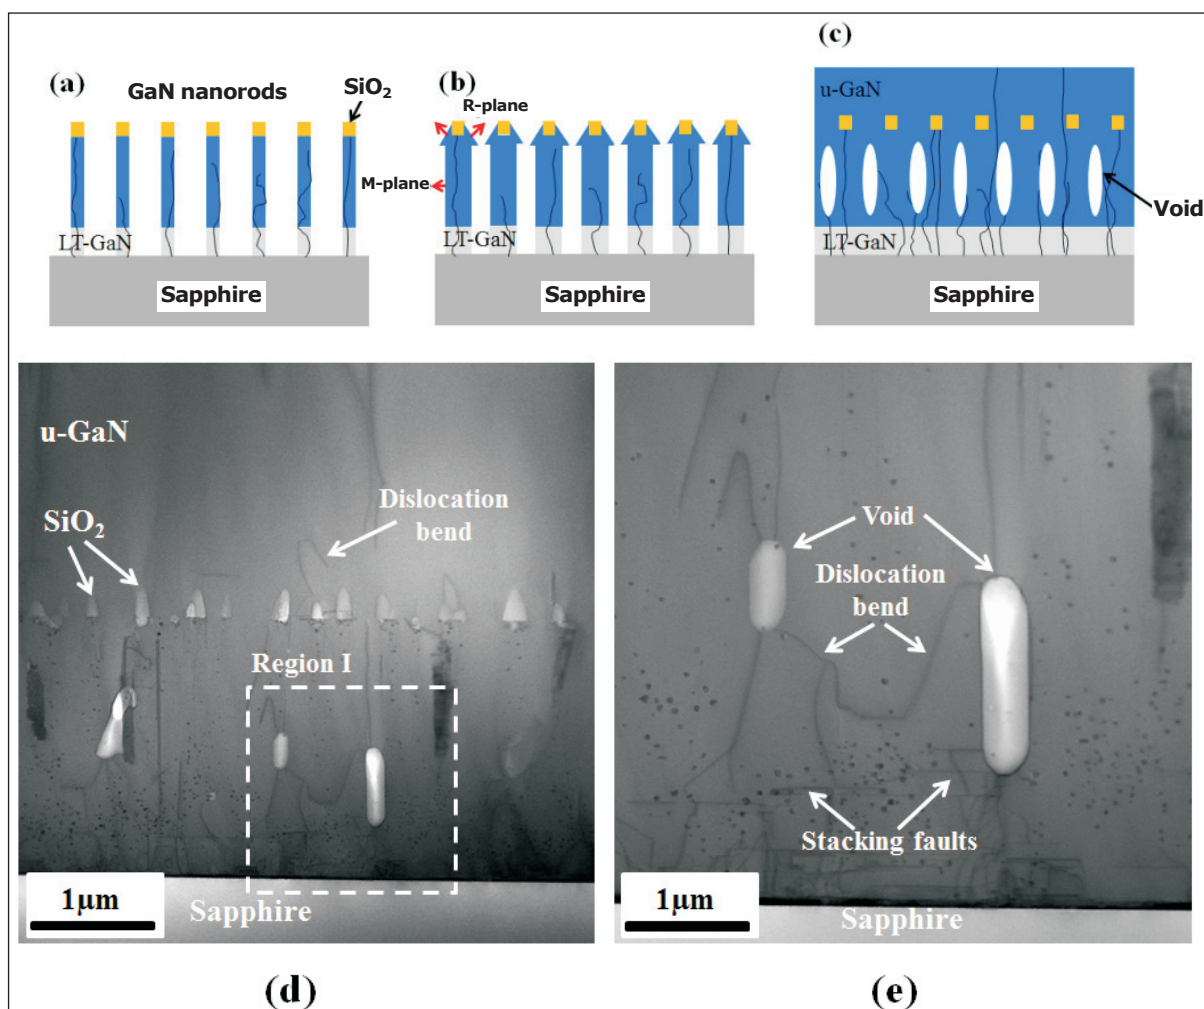 (a)
GaN nanorods
SiO2
LT-GaN
Sapphire
(b)
R-plane
M-plane
LT-GaN
Sapphire
(c)
u-GaN
Void
LT-GaN
Sapphire
u-GaN
SiO2
Dislocation
bend
Region I
1μm
Sapphire
(d)
Void
Dislocation
bend
Stacking faults
1μm
Sapphire
(e)